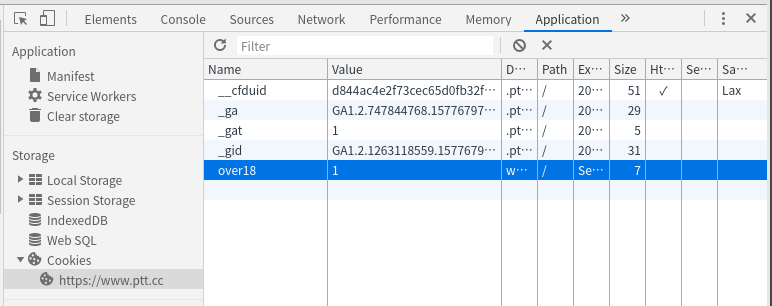 Elements Console Sources Network Performance Memory Application »
Application
Manifest
Service Workers
Clear storage
Storage
Local Storage
Session Storage
IndexedDB
Web SQL
Cookies
https://www.ptt.cc
Filter
Name Value D… Path Ex… Size Ht… Se… Sa…
__cfduid d844ac4e2f73cec65d0fb32f… .pt… / 20… 51 ✓ Lax
_ga GA1.2.747844768.15776797… .pt… / 20… 29
_gat 1 .pt… / 20… 5
_gid GA1.2.1263118559.1577679… .pt… / 20… 31
over18 1 w… / Se… 7